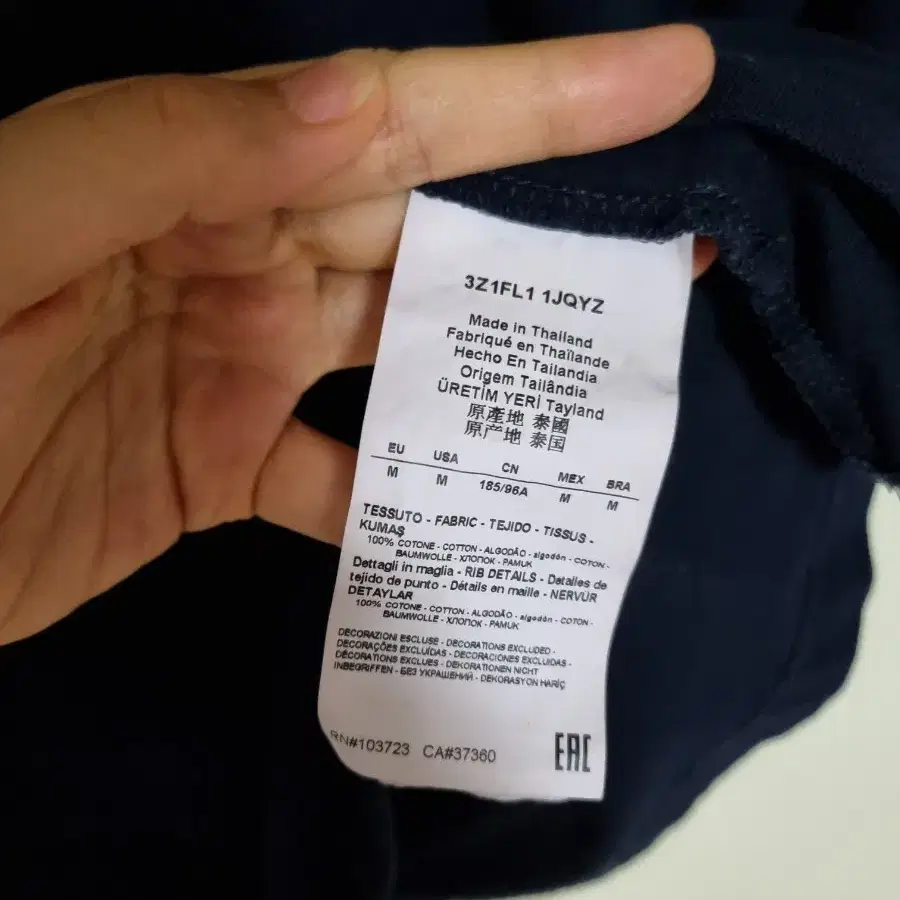 3Z1FL1 1JQYZ
Made in Thailand
Fabriqué en Thaïlande
Hecho En Tailandia
Origem Tailândia
ÜRETİM YERİ Tayland
原產地 泰國
原产地 泰国
EU USA CN MEX BRA
M M 185/96A M M
TESSUTO - FABRIC - TEJIDO - TISSUS -
KUMAŞ
100% COTONE - COTTON - ALGODÃO - algodón - COTON -
BAUMWOLLE - ХЛОПОК - PAMUK
Dettagli in maglia - RIB DETAILS - Detalles de
tejido de punto - Détails en maille - NERVÜR
DETAYLAR
100% COTONE - COTTON - ALGODÃO - algodón - COTON -
BAUMWOLLE - ХЛОПОК - PAMUK
DECORAZIONI ESCLUSE - DECORATIONS EXCLUDED -
DECORAÇÕES EXCLUÍDAS - DECORACIONES EXCLUIDAS -
DÉCORATIONS EXCLUES - DEKORATIONEN NICHT
INBEGRIFFEN - БЕЗ УКРАШЕНИЙ - DEKORASYON HARİÇ
RN#103723 CA#37360 EAC